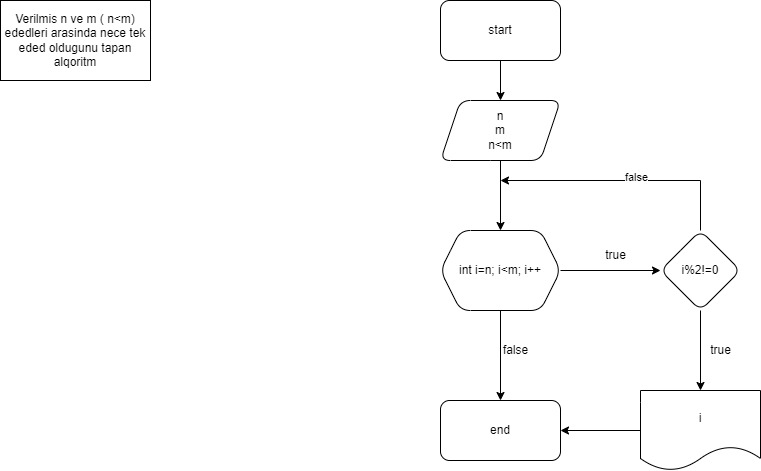 Verilmis n ve m ( n<m)
ededleri arasinda nece tek
eded oldugunu tapan
alqoritm
start
n
m
n<m
false
int i=n; i<m; i++
true
i%2!=0
false
true
i
end